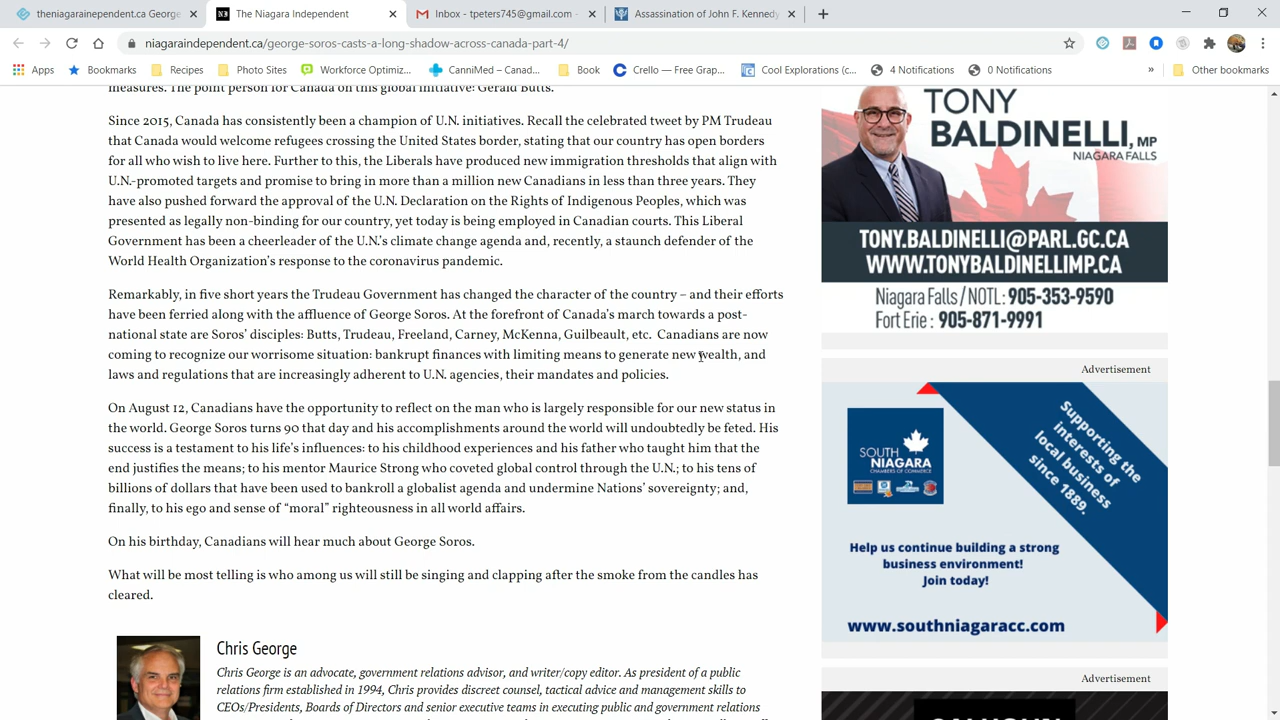 theniagarainependent.ca George
The Niagara Independent
Inbox - tpeters745@gmail.com -
Assassination of John F. Kennedy
niagaraindependent.ca/george-soros-casts-a-long-shadow-across-canada-part-4/
Apps Bookmarks Recipes Photo Sites Workforce Optimiz... CanniMed – Canad... Book Crello — Free Grap... Cool Explorations (c... 4 Notifications 0 Notifications » Other bookmarks
measures. The point person for Canada on this global initiative: Gerald Butts.
Since 2015, Canada has consistently been a champion of U.N. initiatives. Recall the celebrated tweet by PM Trudeau
that Canada would welcome refugees crossing the United States border, stating that our country has open borders
for all who wish to live here. Further to this, the Liberals have produced new immigration thresholds that align with
U.N.-promoted targets and promise to bring in more than a million new Canadians in less than three years. They
have also pushed forward the approval of the U.N. Declaration on the Rights of Indigenous Peoples, which was
presented as legally non-binding for our country, yet today is being employed in Canadian courts. This Liberal
Government has been a cheerleader of the U.N.'s climate change agenda and, recently, a staunch defender of the
World Health Organization's response to the coronavirus pandemic.
Remarkably, in five short years the Trudeau Government has changed the character of the country – and their efforts
have been ferried along with the affluence of George Soros. At the forefront of Canada's march towards a post-
national state are Soros' disciples: Butts, Trudeau, Freeland, Carney, McKenna, Guilbeault, etc. Canadians are now
coming to recognize our worrisome situation: bankrupt finances with limiting means to generate new wealth, and
laws and regulations that are increasingly adherent to U.N. agencies, their mandates and policies.
On August 12, Canadians have the opportunity to reflect on the man who is largely responsible for our new status in
the world. George Soros turns 90 that day and his accomplishments around the world will undoubtedly be feted. His
success is a testament to his life's influences: to his childhood experiences and his father who taught him that the
end justifies the means; to his mentor Maurice Strong who coveted global control through the U.N.; to his tens of
billions of dollars that have been used to bankroll a globalist agenda and undermine Nations' sovereignty; and,
finally, to his ego and sense of “moral” righteousness in all world affairs.
On his birthday, Canadians will hear much about George Soros.
What will be most telling is who among us will still be singing and clapping after the smoke from the candles has
cleared.
Chris George
Chris George is an advocate, government relations advisor, and writer/copy editor. As president of a public
relations firm established in 1994, Chris provides discreet counsel, tactical advice and management skills to
CEOs/Presidents, Boards of Directors and senior executive teams in executing public and government relations
TONY
BALDINELLI, MP
NIAGARA FALLS
TONY.BALDINELLI@PARL.GC.CA
WWW.TONYBALDINELLIMP.CA
Niagara Falls / NOTL: 905-353-9590
Fort Erie : 905-871-9991
Advertisement
SOUTH
NIAGARA
CHAMBERS OF COMMERCE
Supporting the
interests of
local business
since 1889.
Help us continue building a strong
business environment!
Join today!
www.southniagaracc.com
Advertisement